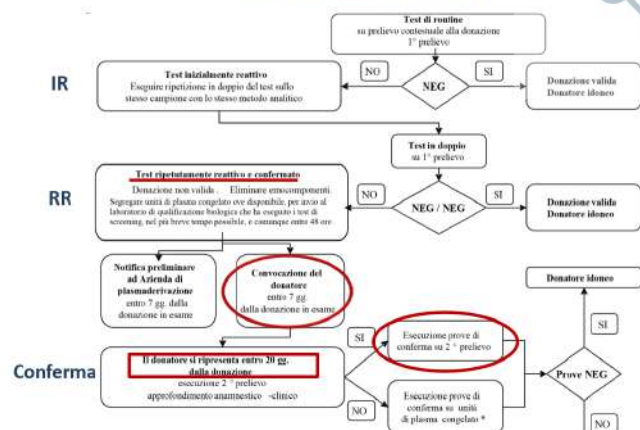 Test di routine
su prelievo contestuale alla donazione
1° prelievo
IR
Test inizialmente reattivo
Eseguire ripetizione in doppio del test sullo
stesso campione con lo stesso metodo analitico
NO
NEG
SI
Donazione valida
Donatore idoneo
Test in doppio
su 1° prelievo
RR
Test ripetutamente reattivo e confermato
Donazione non valida . Eliminare emocomponenti.
Segregare unità di plasma congelato ove disponibile, per invio al
laboratorio di qualificazione biologica che ha eseguito i test di
screening, nel più breve tempo possibile, e comunque entro 48 ore
NO
NEG / NEG
SI
Donazione valida
Donatore idoneo
Notifica preliminare
ad Azienda di
plasmaderivazione
entro 7 gg. dalla
donazione in esame
Convocazione del
donatore
entro 7 gg.
dalla donazione in esame
Donatore idoneo
SI
Conferma
Il donatore si ripresenta entro 20 gg.
dalla donazione
esecuzione 2° prelievo
approfondimento anamnestico -clinico
SI
Esecuzione prove di
conferma su 2 ° prelievo
Prove NEG
NO
Esecuzione prove di
conferma su unità
di plasma congelato *
NO